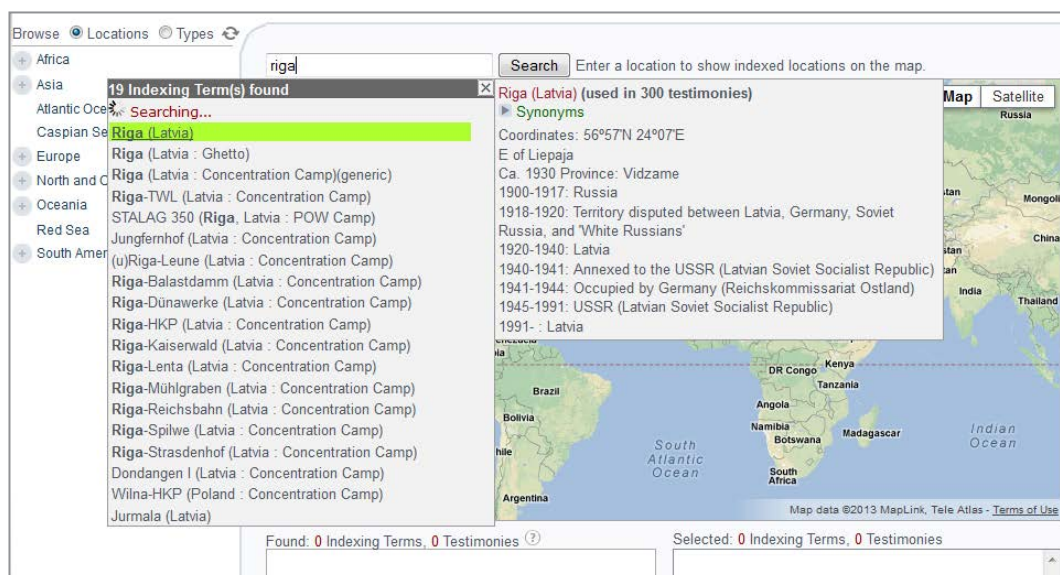 Browse Locations Types
Africa
Asia
Atlantic Oce
Caspian Se
Europe
North and C
Oceania
Red Sea
South Amer
riga
Search
Enter a location to show indexed locations on the map.
19 Indexing Term(s) found
Searching...
Riga (Latvia)
Riga (Latvia : Ghetto)
Riga (Latvia : Concentration Camp)(generic)
Riga-TWL (Latvia : Concentration Camp)
STALAG 350 (Riga, Latvia : POW Camp)
Jungfernhof (Latvia : Concentration Camp)
(u)Riga-Leune (Latvia : Concentration Camp)
Riga-Balastdamm (Latvia : Concentration Camp)
Riga-Dünawerke (Latvia : Concentration Camp)
Riga-HKP (Latvia : Concentration Camp)
Riga-Kaiserwald (Latvia : Concentration Camp)
Riga-Lenta (Latvia : Concentration Camp)
Riga-Mühlgraben (Latvia : Concentration Camp)
Riga-Reichsbahn (Latvia : Concentration Camp)
Riga-Spilwe (Latvia : Concentration Camp)
Riga-Strasdenhof (Latvia : Concentration Camp)
Dondangen I (Latvia : Concentration Camp)
Wilna-HKP (Poland : Concentration Camp)
Jurmala (Latvia)
Riga (Latvia) (used in 300 testimonies)
Synonyms
Coordinates: 56º57'N 24º07'E
E of Liepaja
Ca. 1930 Province: Vidzame
1900-1917: Russia
1918-1920: Territory disputed between Latvia, Germany, Soviet
Russia, and 'White Russians'
1920-1940: Latvia
1940-1941: Annexed to the USSR (Latvian Soviet Socialist Republic)
1941-1944: Occupied by Germany (Reichskommissariat Ostland)
1945-1991: USSR (Latvian Soviet Socialist Republic)
1991- : Latvia
Map
Satellite
Russia
Mongoli
China
India
Thailand
DR Congo
Kenya
Tanzania
Brazil
Angola
Bolivia
Namibia
Botswana
Madagascar
Indian
Ocean
South
Atlantic
Ocean
South
Africa
Argentina
Map data ©2013 MapLink, Tele Atlas - Terms of Use
Found: 0 Indexing Terms, 0 Testimonies ?
Selected: 0 Indexing Terms, 0 Testimonies